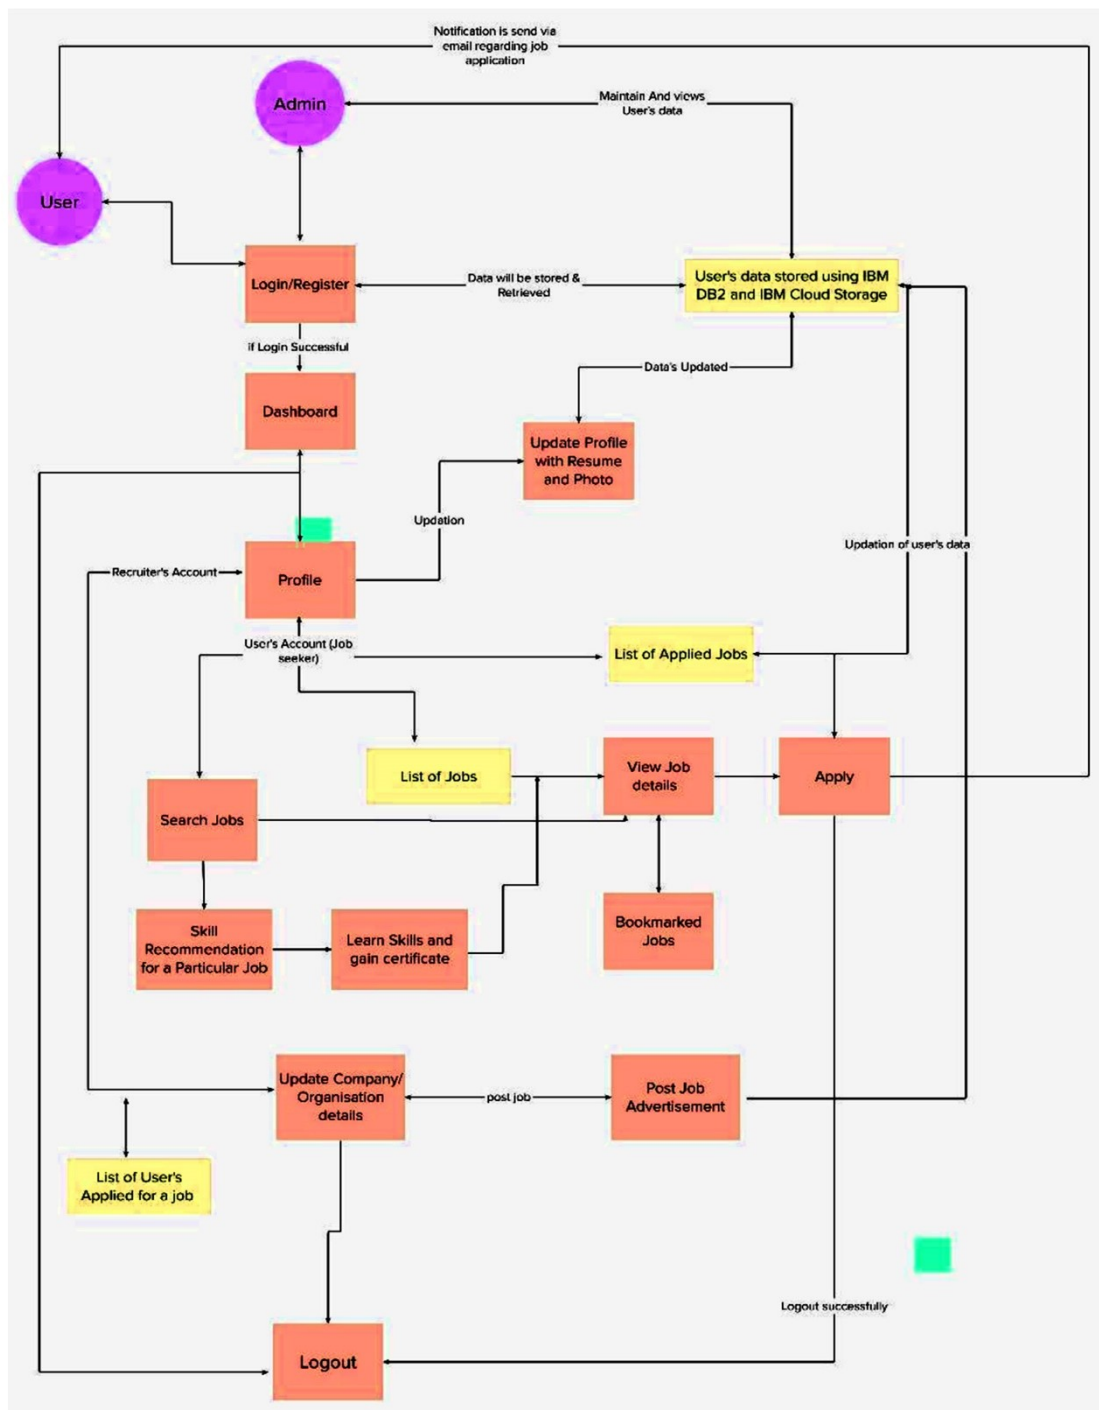 Notification is send via
email regarding job
application
Admin
Maintain And views
User's data
User
Login/Register
Data will be stored &
Retrieved
User's data stored using IBM
DB2 and IBM Cloud Storage
if Login Successful
Data's Updated
Dashboard
Update Profile
with Resume
and Photo
Updation
Updation of user's data
Recruiter's Account
Profile
User's Account (Job
seeker)
List of Applied Jobs
List of Jobs
View Job
details
Apply
Search Jobs
Skill
Recommendation
for a Particular Job
Learn Skills and
gain certificate
Bookmarked
Jobs
Update Company/
Organisation
details
post job
Post Job
Advertisement
List of User's
Applied for a job
Logout successfully
Logout